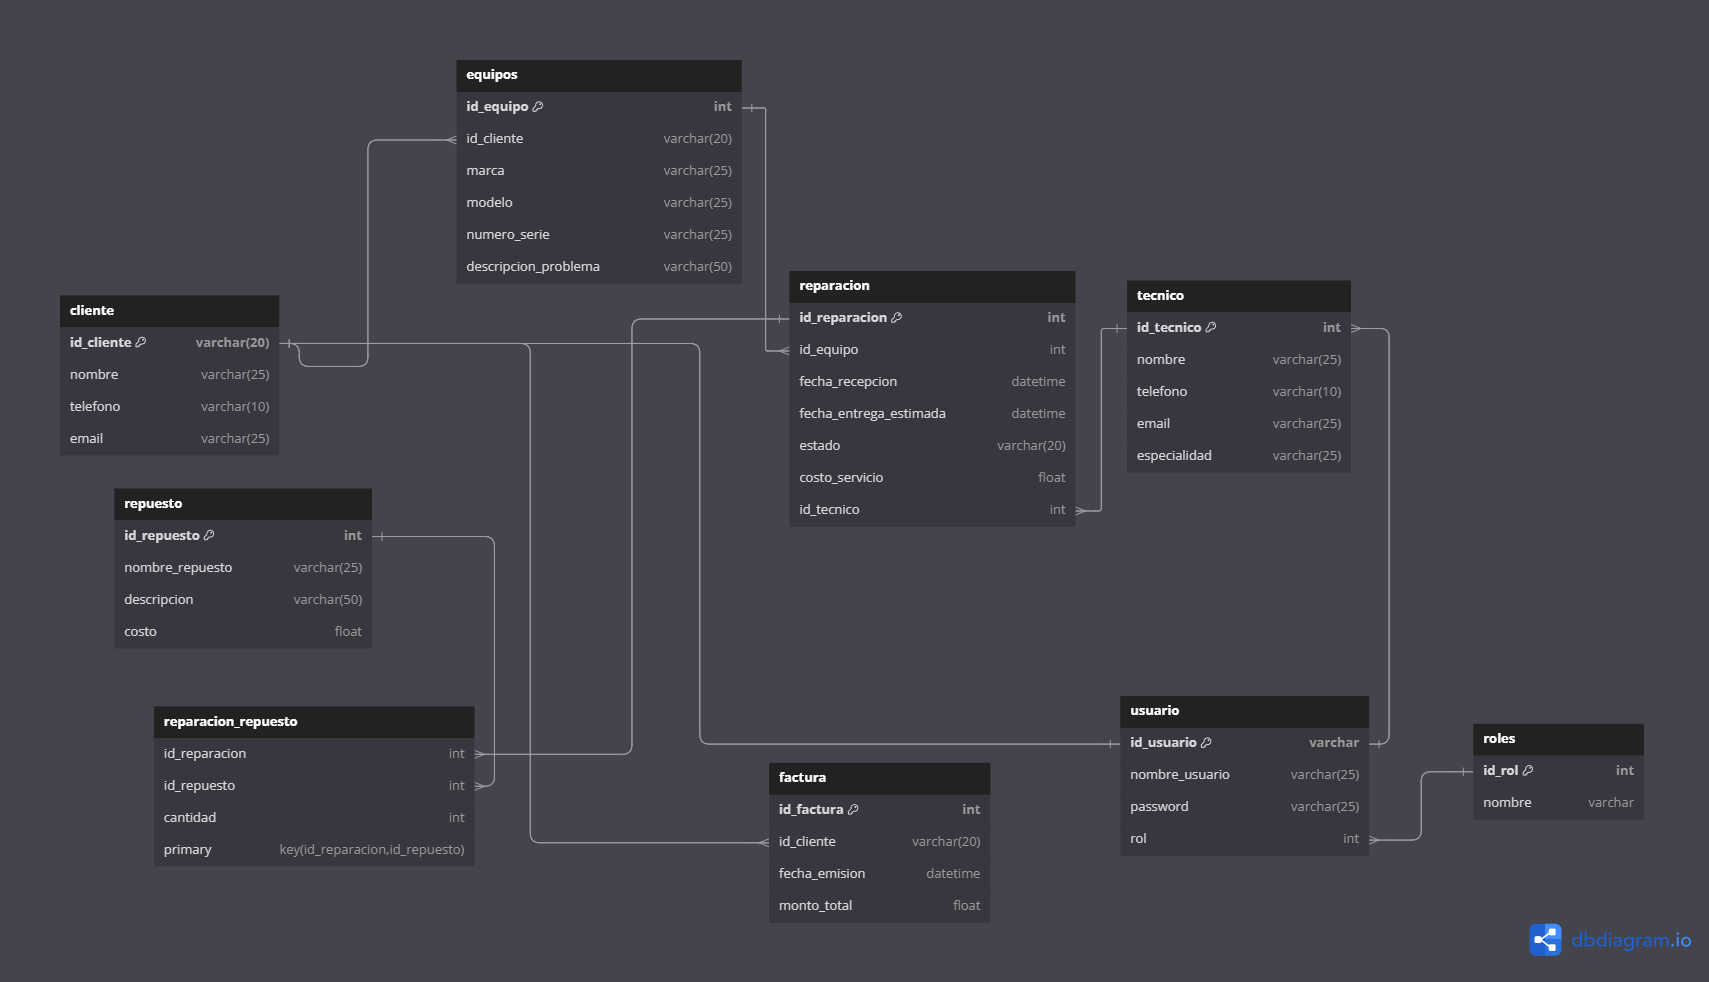 equipos
id_equipo int
id_cliente varchar(20)
marca varchar(25)
modelo varchar(25)
numero_serie varchar(25)
descripcion_problema varchar(50)
cliente
id_cliente varchar(20)
nombre varchar(25)
telefono varchar(10)
email varchar(25)
reparacion
id_reparacion int
id_equipo int
fecha_recepcion datetime
fecha_entrega_estimada datetime
estado varchar(20)
costo_servicio float
id_tecnico int
tecnico
id_tecnico int
nombre varchar(25)
telefono varchar(10)
email varchar(25)
especialidad varchar(25)
repuesto
id_repuesto int
nombre_repuesto varchar(25)
descripcion varchar(50)
costo float
reparacion_repuesto
id_reparacion int
id_repuesto int
cantidad int
primary key(id_reparacion,id_repuesto)
factura
id_factura int
id_cliente varchar(20)
fecha_emision datetime
monto_total float
usuario
id_usuario varchar
nombre_usuario varchar(25)
password varchar(25)
rol int
roles
id_rol int
nombre varchar
dbdiagram.io